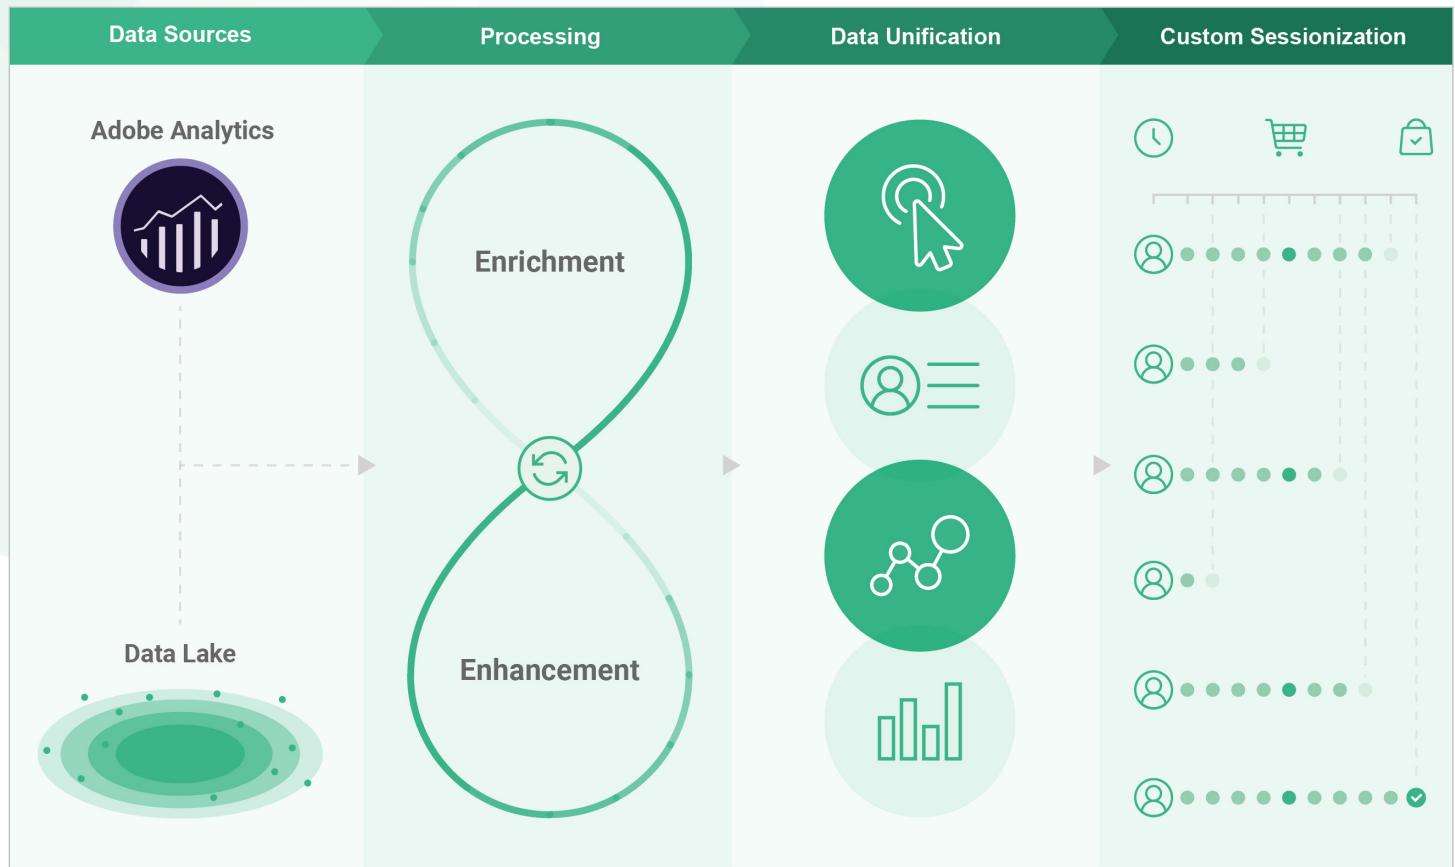 Data Sources
Processing
Data Unification
Custom Sessionization
Adobe Analytics
Enrichment
Enhancement
Data Lake